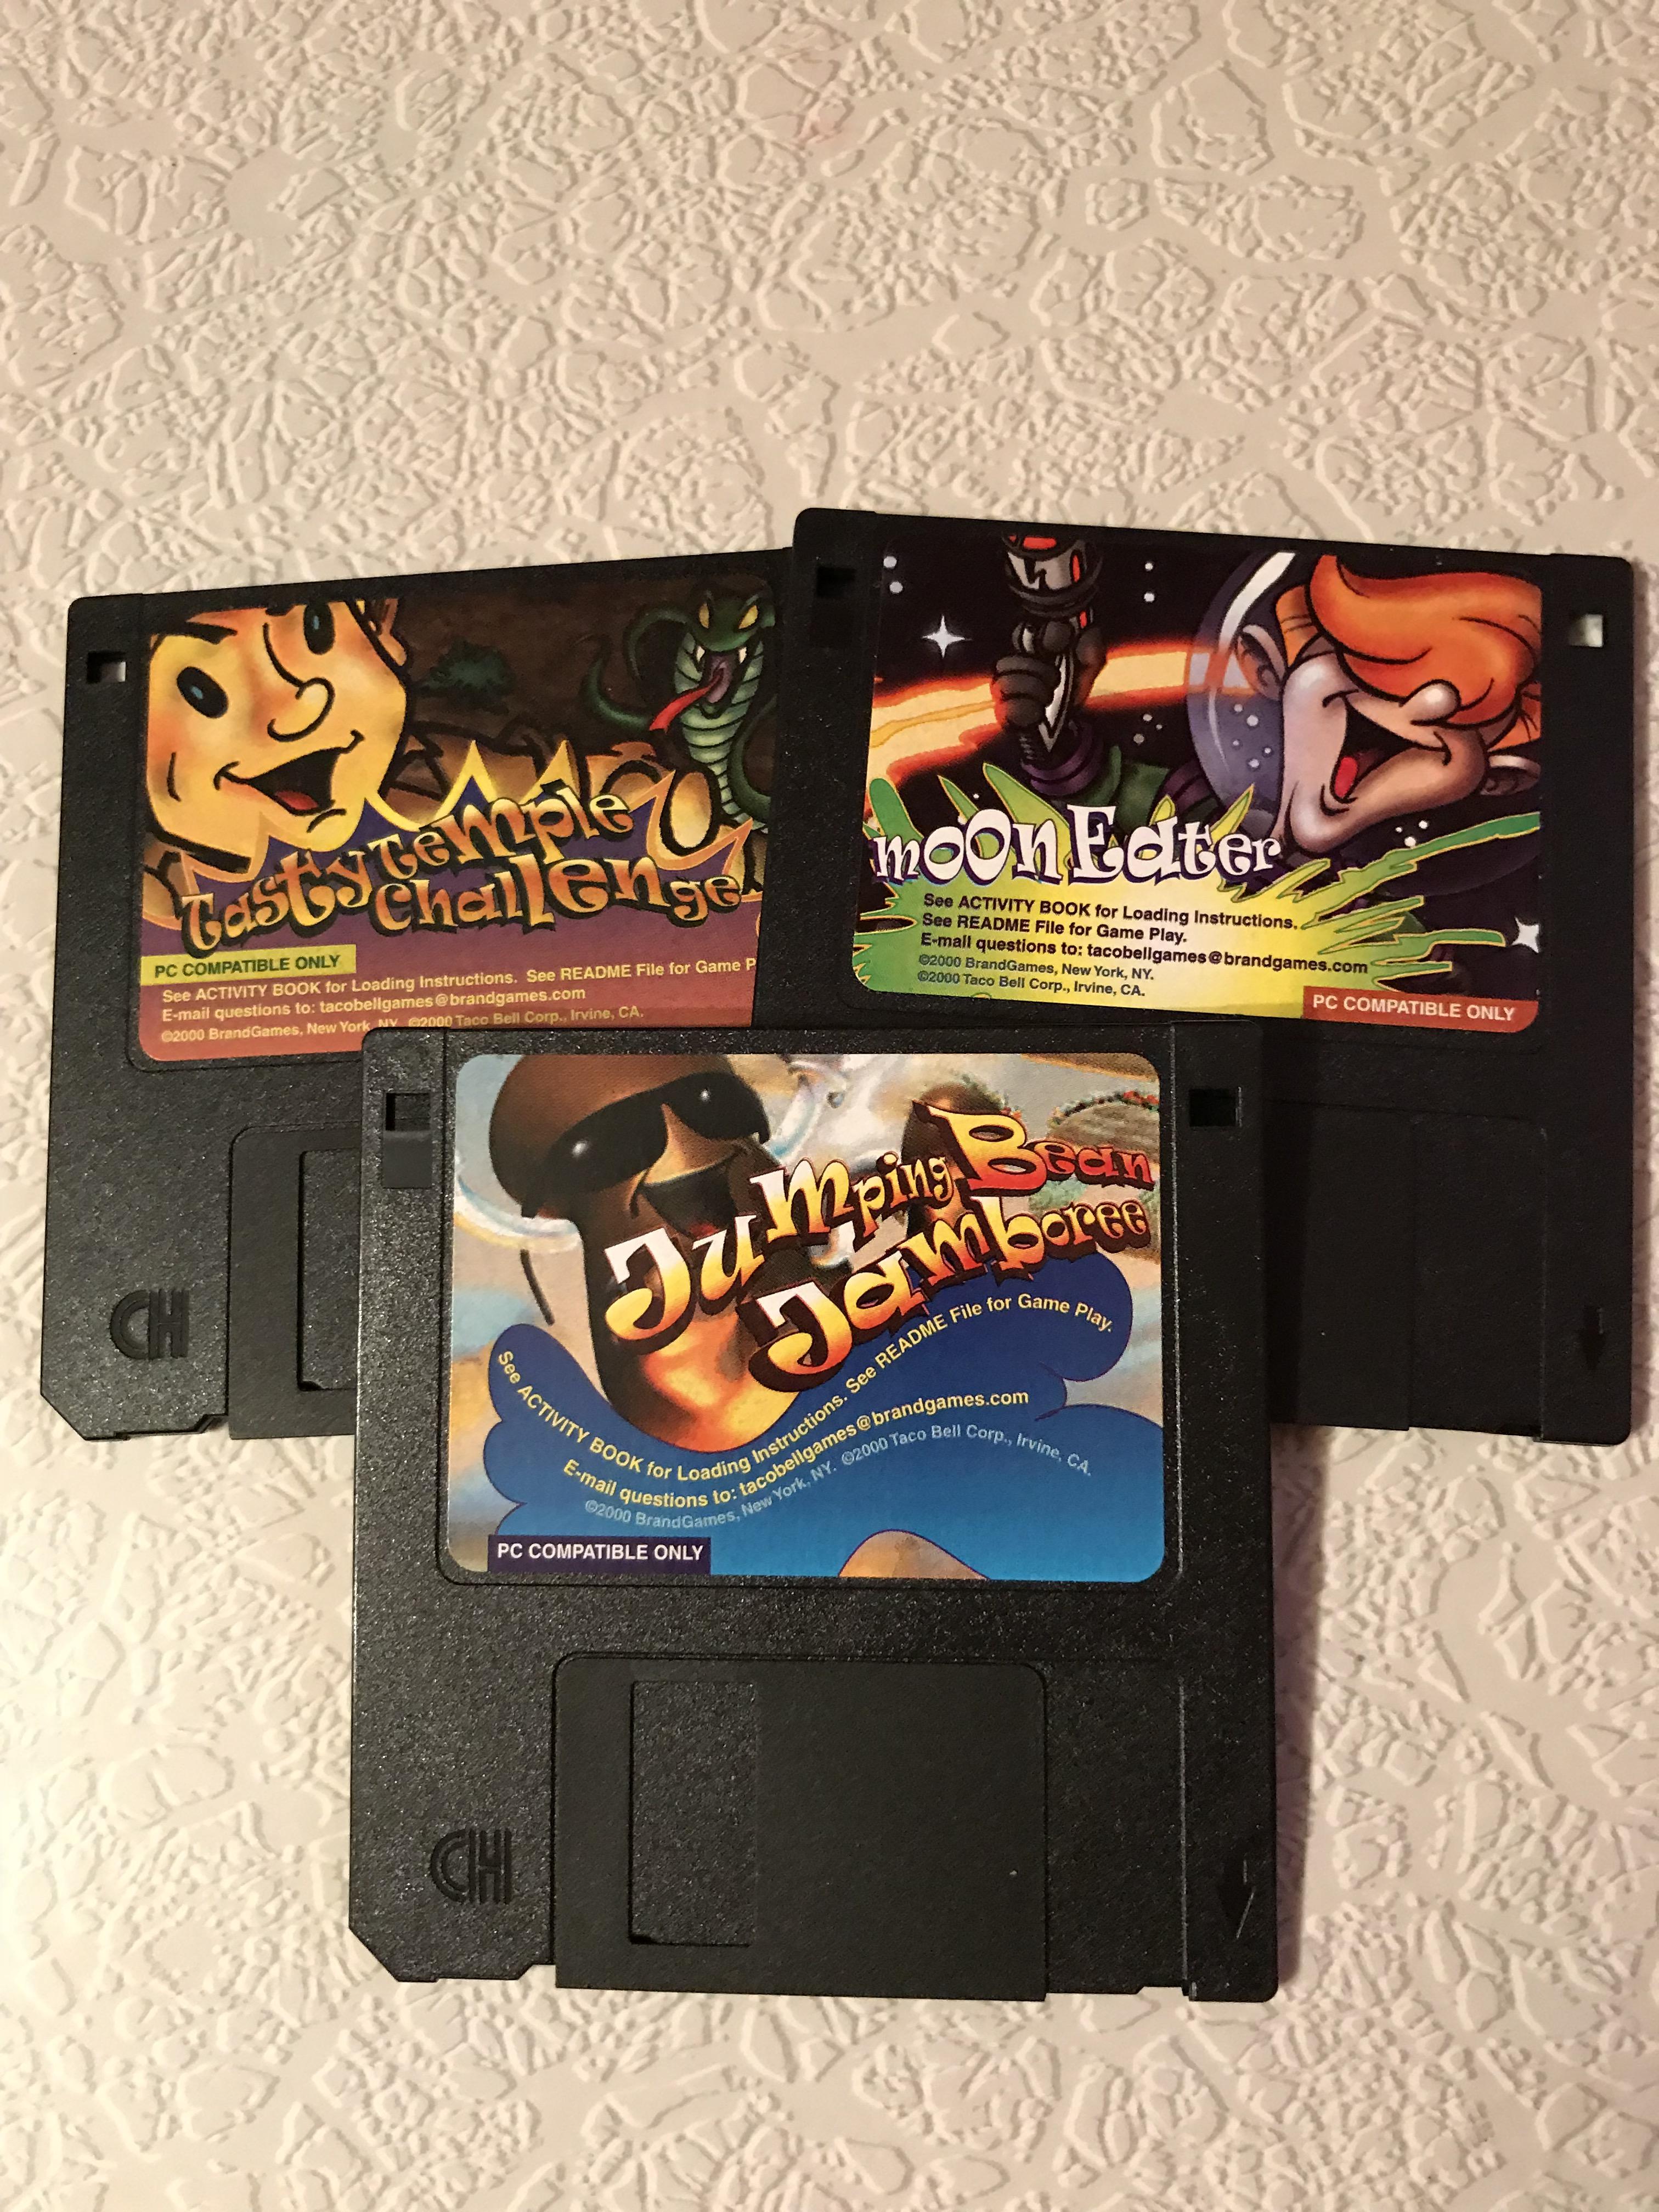 Tasty Temple
Challenge
PC COMPATIBLE ONLY
See ACTIVITY BOOK for Loading Instructions. See README File for Game P
E-mail questions to: tacobellgames@brandgames.com
©2000 BrandGames, New York, NY. ©2000 Taco Bell Corp., Irvine, CA.
moon Eater
See ACTIVITY BOOK for Loading Instructions.
See README File for Game Play.
E-mail questions to: tacobellgames@brandgames.com
©2000 BrandGames, New York, NY.
©2000 Taco Bell Corp., Irvine, CA.
PC COMPATIBLE ONLY
Jumping Bean
Jamboree
See ACTIVITY BOOK for Loading Instructions. See README File for Game Play.
E-mail questions to: tacobellgames@brandgames.com
©2000 BrandGames, New York, NY. ©2000 Taco Bell Corp., Irvine, CA.
PC COMPATIBLE ONLY
CH
CH